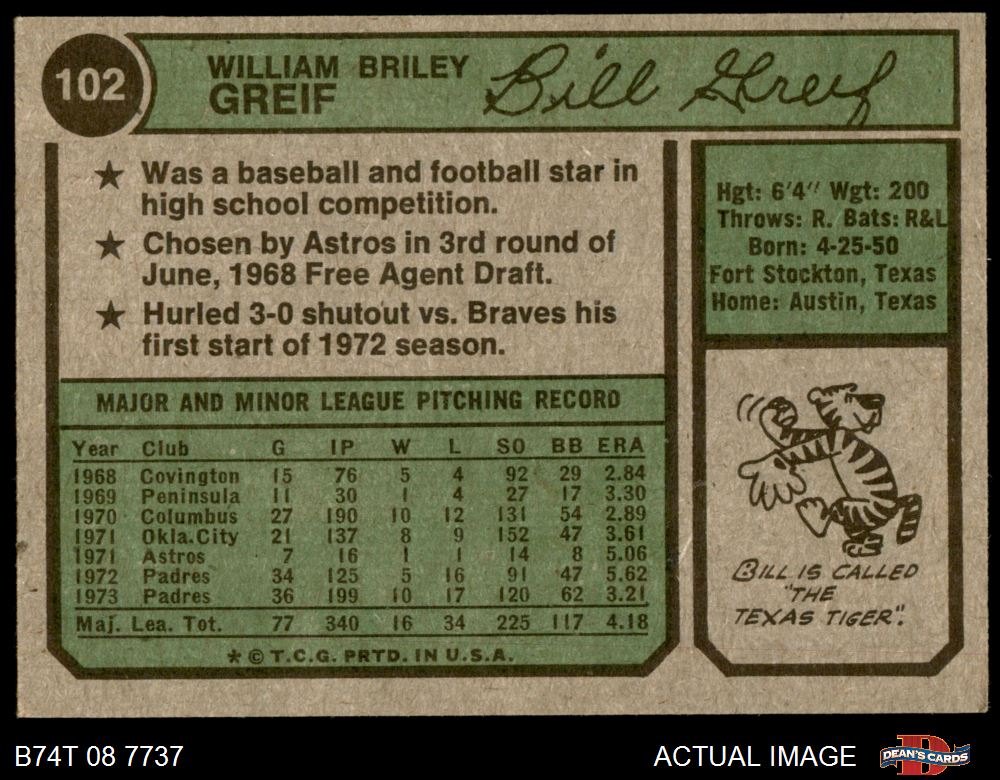 102
WILLIAM BRILEY
GREIF
Bill Greif
★ Was a baseball and football star in
high school competition.
★ Chosen by Astros in 3rd round of
June, 1968 Free Agent Draft.
★ Hurled 3-0 shutout vs. Braves his
first start of 1972 season.
Hgt: 6'4" Wgt: 200
Throws: R. Bats: R&L
Born: 4-25-50
Fort Stockton, Texas
Home: Austin, Texas
MAJOR AND MINOR LEAGUE PITCHING RECORD
Year Club G IP W L SO BB ERA
1968 Covington 15 76 5 4 92 29 2.84
1969 Peninsula 11 30 1 4 27 17 3.30
1970 Columbus 27 190 10 12 131 54 2.89
1971 Okla.City 21 137 8 9 152 47 3.61
1971 Astros 7 16 1 1 14 8 5.06
1972 Padres 34 125 5 16 91 47 5.62
1973 Padres 36 199 10 17 120 62 3.21
Maj. Lea. Tot. 77 340 16 34 225 117 4.18
* © T.C.G. PRTD. IN U.S.A.
BILL IS CALLED
"THE
TEXAS TIGER".
B74T 08 7737
ACTUAL IMAGE
D
DEAN'S CARDS